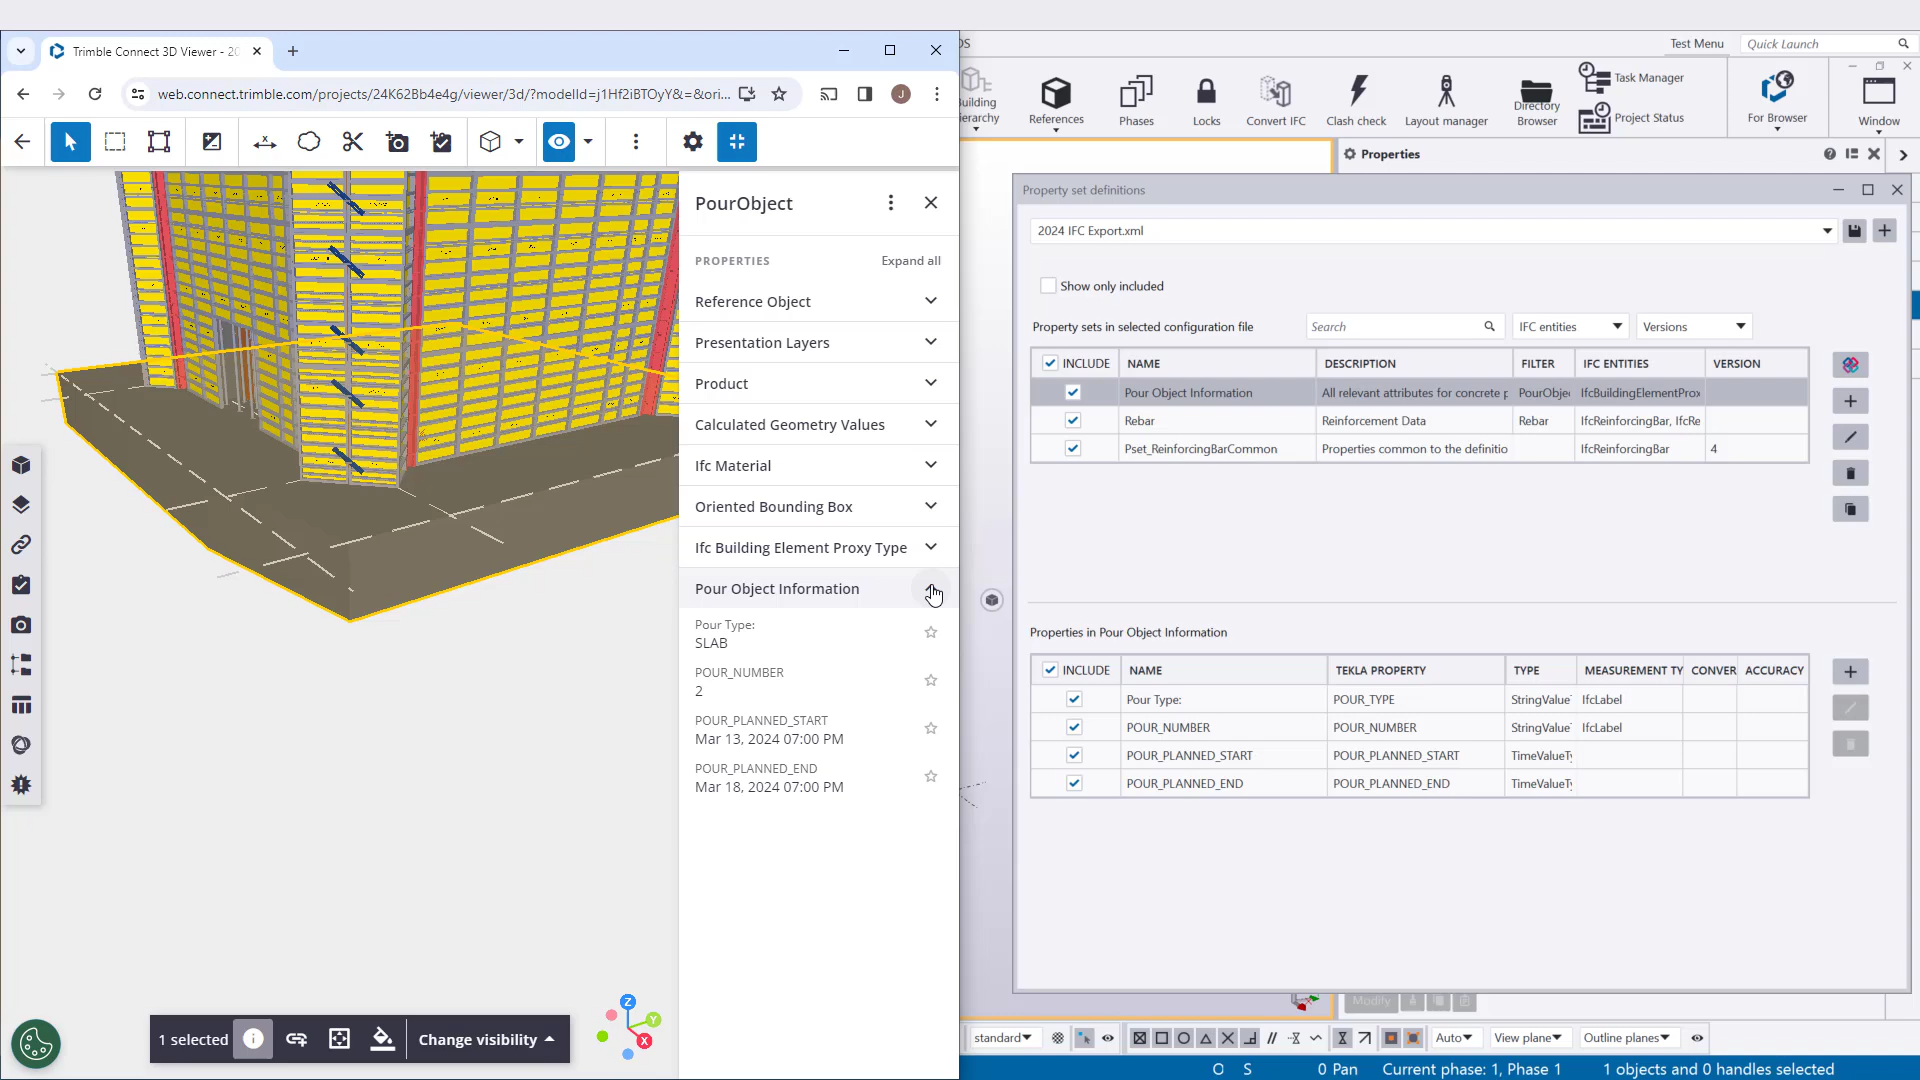 Trimble Connect 3D Viewer - 20
web.connect.trimble.com/projects/24K62Bb4e4g/viewer/3d/?modelId=j1Hf2iBTOyY&=&ori...
J
PourObject
PROPERTIES
Expand all
Reference Object
Presentation Layers
Product
Calculated Geometry Values
Ifc Material
Oriented Bounding Box
Ifc Building Element Proxy Type
Pour Object Information
Pour Type:
SLAB
POUR_NUMBER
2
POUR_PLANNED_START
Mar 13, 2024 07:00 PM
POUR_PLANNED_END
Mar 18, 2024 07:00 PM
1 selected
Change visibility
Z
Y
X
Test Menu
Quick Launch
References
Phases
Locks
Convert IFC
Clash check
Layout manager
Directory
Browser
Task Manager
Project Status
For Browser
Window
Properties
Property set definitions
2024 IFC Export.xml
Show only included
Property sets in selected configuration file
Search
IFC entities
Versions
INCLUDE NAME DESCRIPTION FILTER IFC ENTITIES VERSION
Pour Object Information All relevant attributes for concrete p PourObje IfcBuildingElementProx
Rebar Reinforcement Data Rebar IfcReinforcingBar, IfcRe
Pset_ReinforcingBarCommon Properties common to the definitio IfcReinforcingBar 4
Properties in Pour Object Information
INCLUDE NAME TEKLA PROPERTY TYPE MEASUREMENT TY CONVER ACCURACY
Pour Type: POUR_TYPE StringValue IfcLabel
POUR_NUMBER POUR_NUMBER StringValue IfcLabel
POUR_PLANNED_START POUR_PLANNED_START TimeValueTy
POUR_PLANNED_END POUR_PLANNED_END TimeValueTy
Modify
standard
Auto
View plane
Outline planes
O S 0 Pan Current phase: 1, Phase 1 1 objects and 0 handles selected